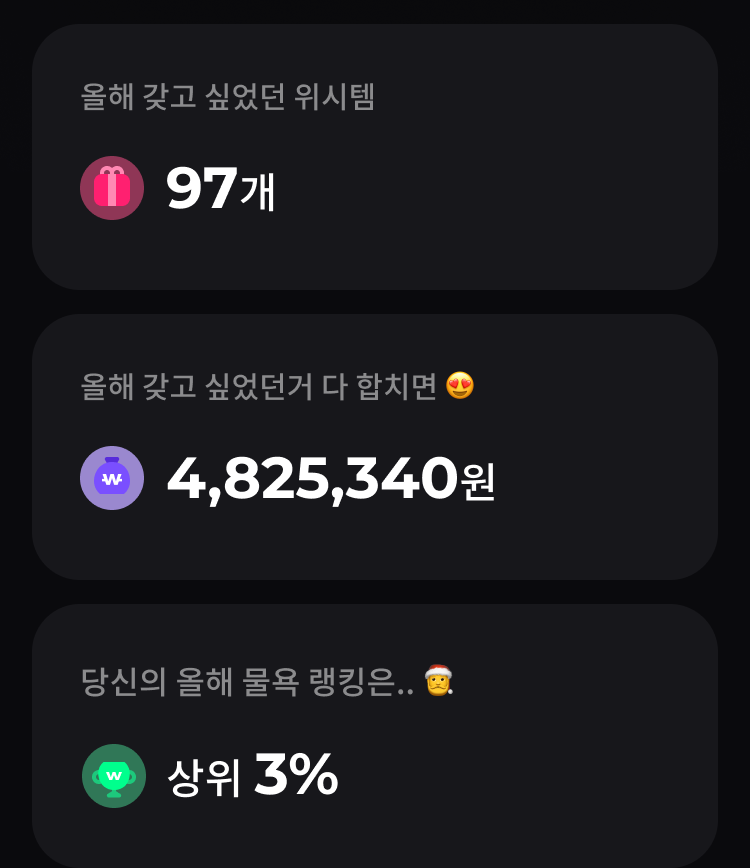 올해 갖고 싶었던 위시템
97개
올해 갖고 싶었던거 다 합치면 😍
₩ 4,825,340원
당신의 올해 물욕 랭킹은.. 🎅
w 상위 3%